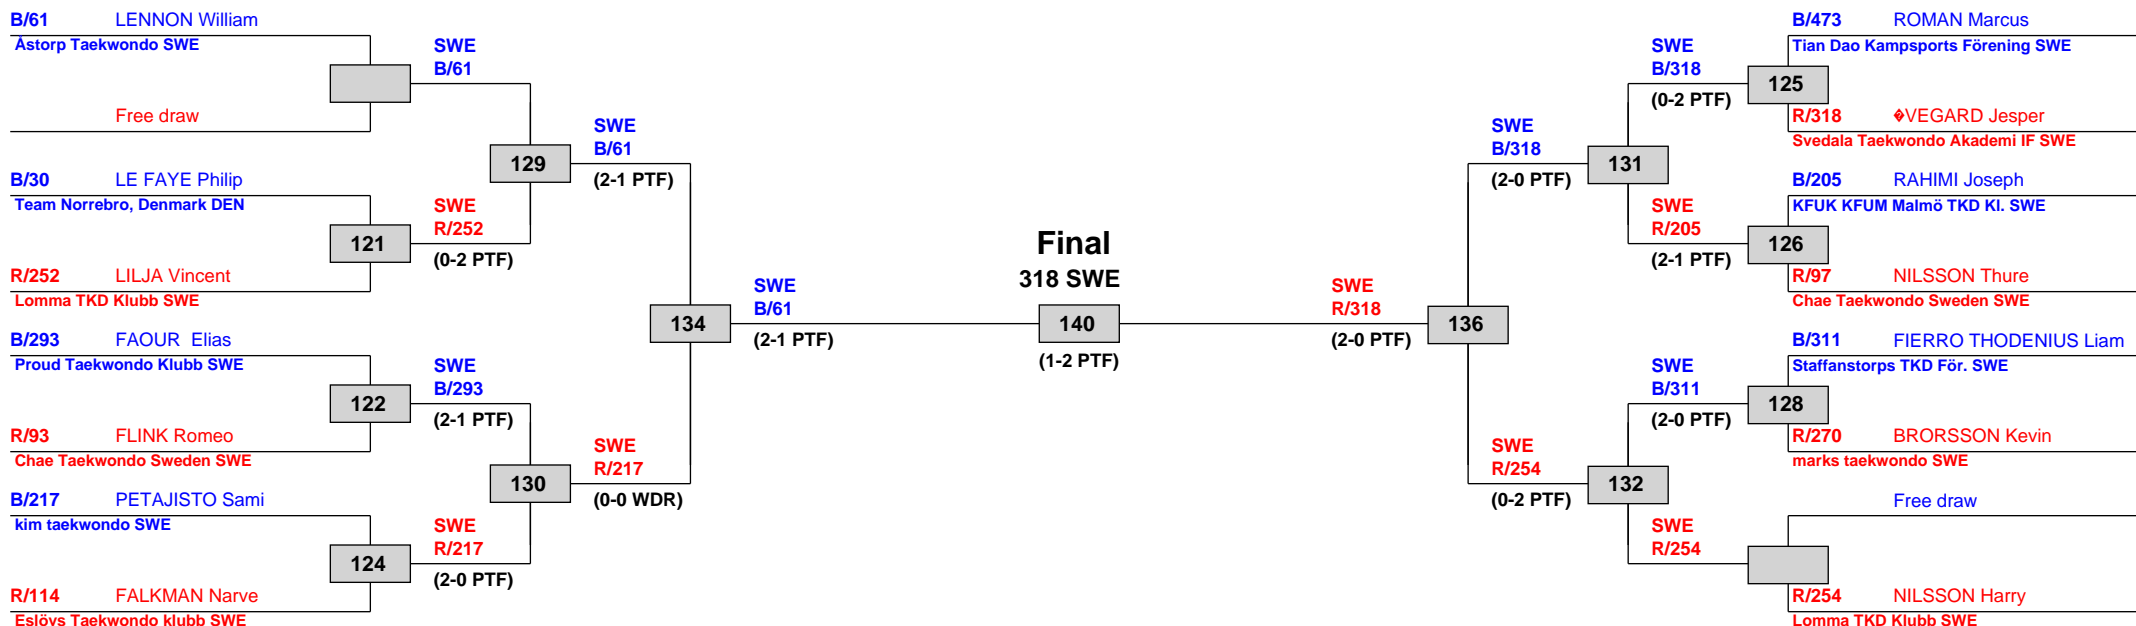 B/61 LENNON William
Åstorp Taekwondo SWE
Free draw
B/30 LE FAYE Philip
Team Norrebro, Denmark DEN
R/252 LILJA Vincent
Lomma TKD Klubb SWE
B/293 FAOUR Elias
Proud Taekwondo Klubb SWE
R/93 FLINK Romeo
Chae Taekwondo Sweden SWE
B/217 PETAJISTO Sami
kim taekwondo SWE
R/114 FALKMAN Narve
Eslövs Taekwondo klubb SWE
121
122
124
SWE
B/61
SWE
R/252
(0-2 PTF)
SWE
B/293
(2-1 PTF)
SWE
R/217
(2-0 PTF)
129
130
SWE
B/61
(2-1 PTF)
SWE
R/217
(0-0 WDR)
134
SWE
B/61
(2-1 PTF)
Final
318 SWE
140
(1-2 PTF)
SWE
R/318
(2-0 PTF)
136
SWE
B/318
(2-0 PTF)
SWE
R/254
(0-2 PTF)
131
132
SWE
B/318
(0-2 PTF)
SWE
R/205
(2-1 PTF)
SWE
B/311
(2-0 PTF)
SWE
R/254
125
126
128
B/473 ROMAN Marcus
Tian Dao Kampsports Förening SWE
R/318 �VEGARD Jesper
Svedala Taekwondo Akademi IF SWE
B/205 RAHIMI Joseph
KFUK KFUM Malmö TKD Kl. SWE
R/97 NILSSON Thure
Chae Taekwondo Sweden SWE
B/311 FIERRO THODENIUS Liam
Staffanstorps TKD För. SWE
R/270 BRORSSON Kevin
marks taekwondo SWE
Free draw
R/254 NILSSON Harry
Lomma TKD Klubb SWE